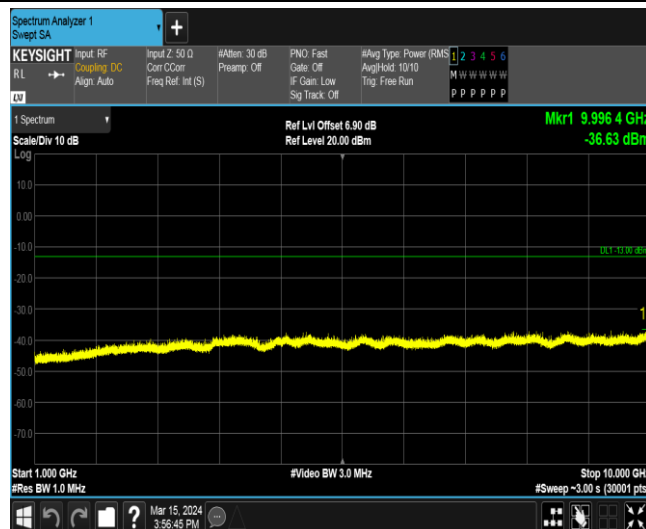 Spectrum Analyzer 1
Swept SA
+
KEYSIGHT
RL
LXI
Input: RF
Coupling: DC
Align: Auto
Input Z: 50 Ω
Corr CCorr
Freq Ref: Int (S)
#Atten: 30 dB
Preamp: Off
PNO: Fast
Gate: Off
IF Gain: Low
Sig Track: Off
#Avg Type: Power (RMS
Avg|Hold: 10/10
Trig: Free Run
1 2 3 4 5 6
M W W W W W
P P P P P P
1 Spectrum
Scale/Div 10 dB
Log
Ref Lvl Offset 6.90 dB
Ref Level 20.00 dBm
Mkr1 9.996 4 GHz
-36.63 dBm
10.0
0.00
-10.0
DL1 -13.00 dBm
-20.0
-30.0
1
-40.0
-50.0
-60.0
-70.0
Start 1.000 GHz
#Video BW 3.0 MHz
Stop 10.000 GHz
#Res BW 1.0 MHz
#Sweep ~3.00 s (30001 pts)
?
Mar 15, 2024
3:56:45 PM